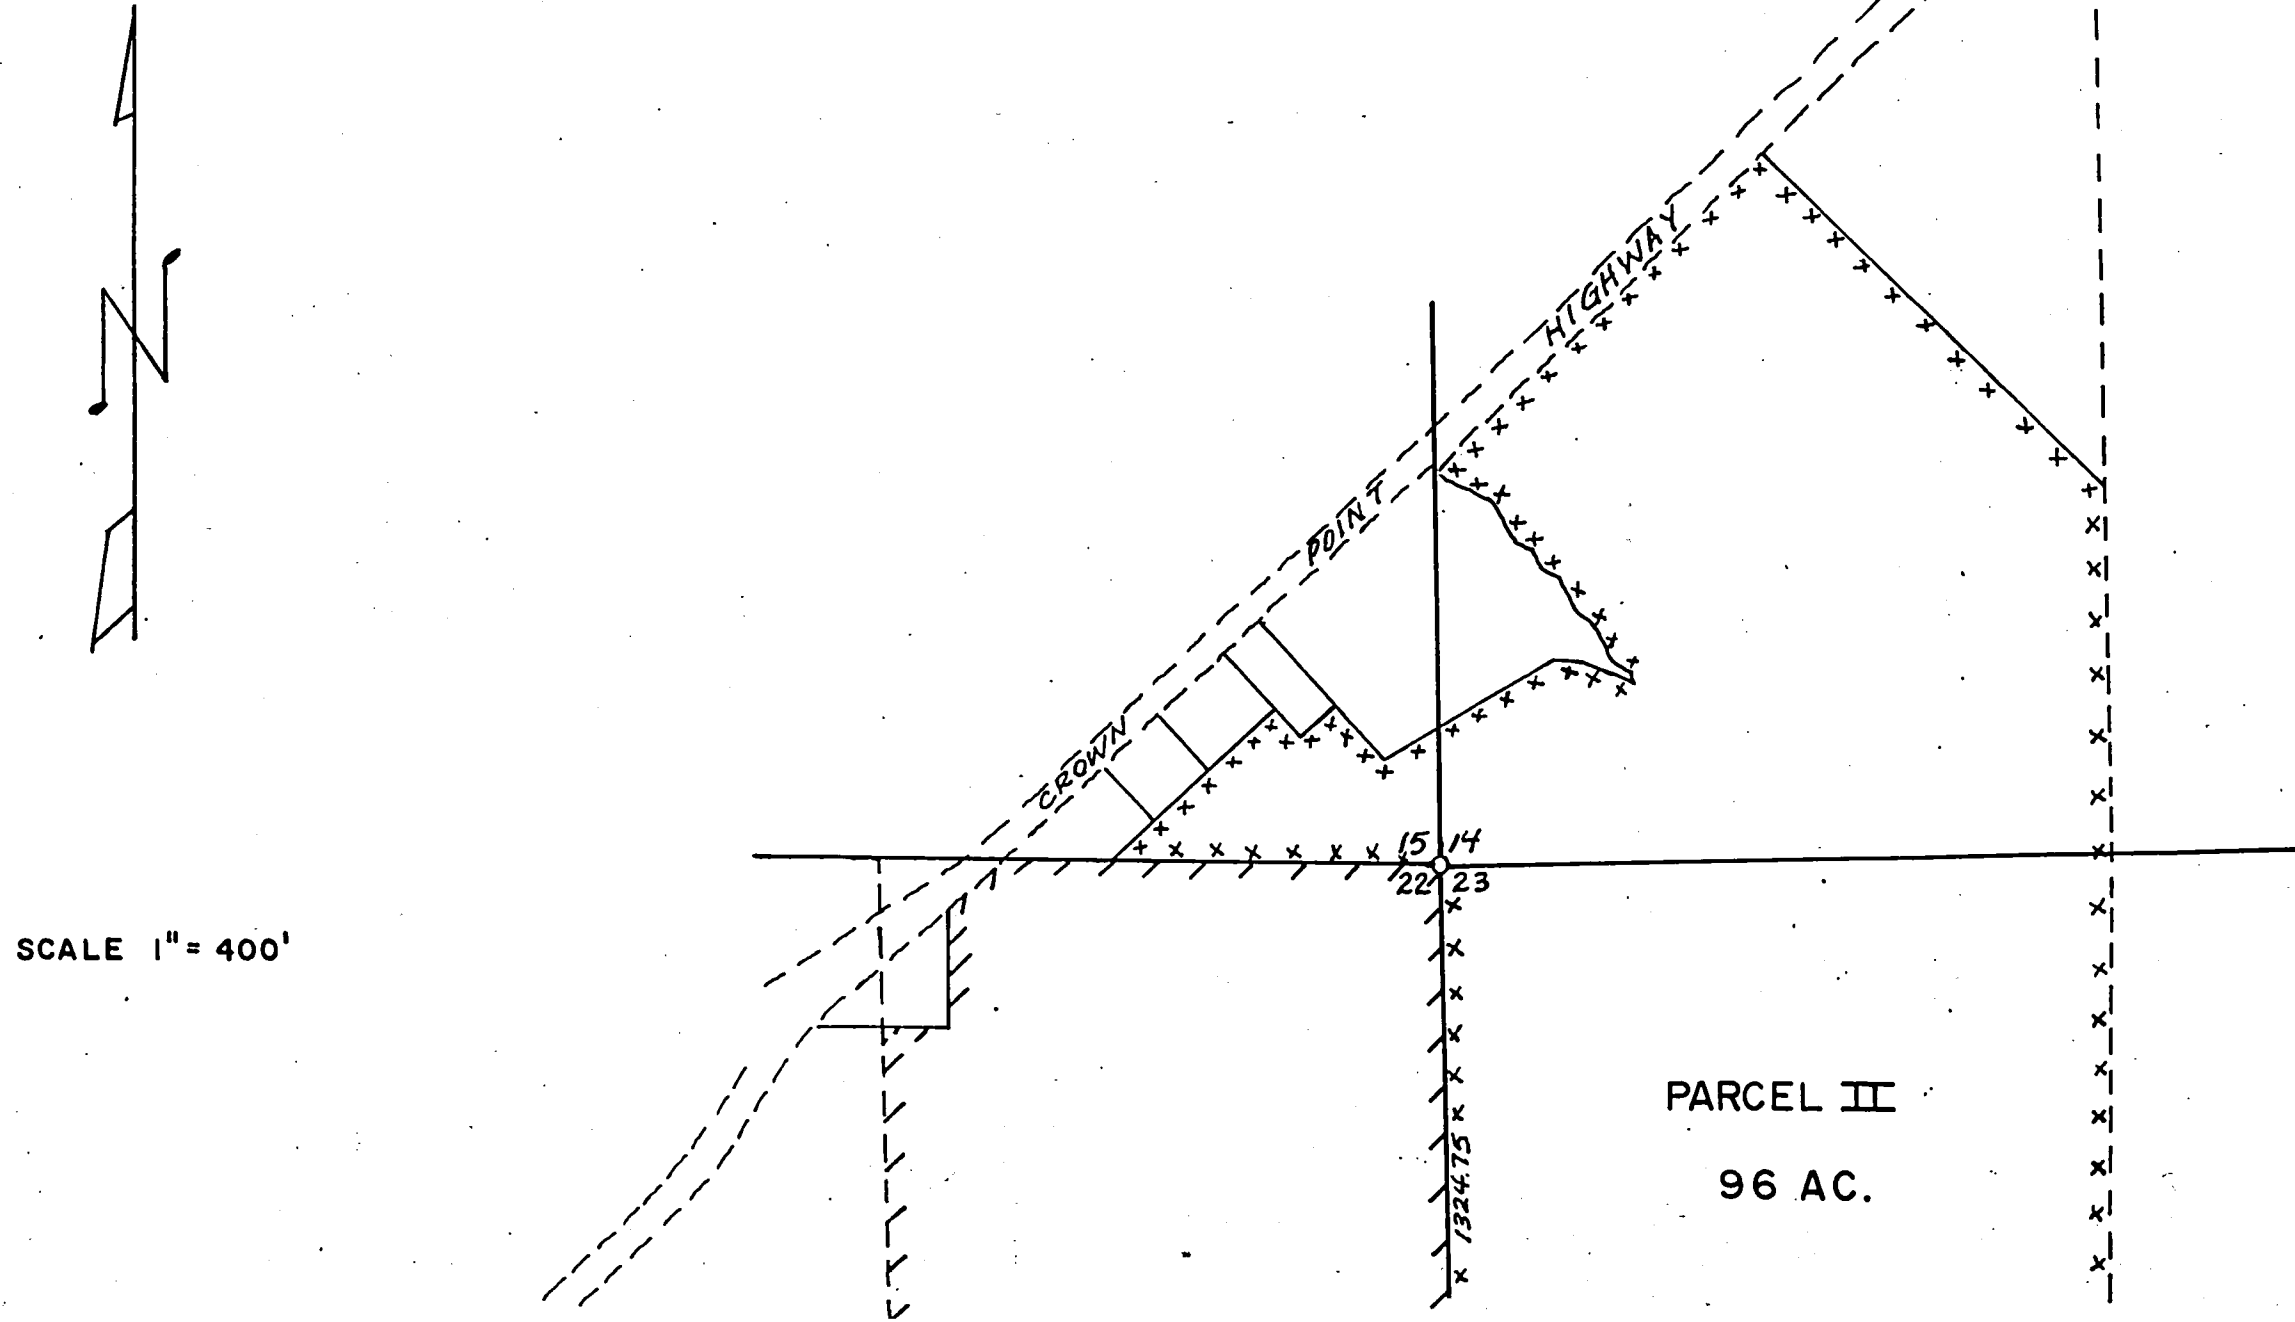 N
CROWN POINT HIGHWAY
15 14
22 23
SCALE 1" = 400'
1324.75
PARCEL II
96 AC.